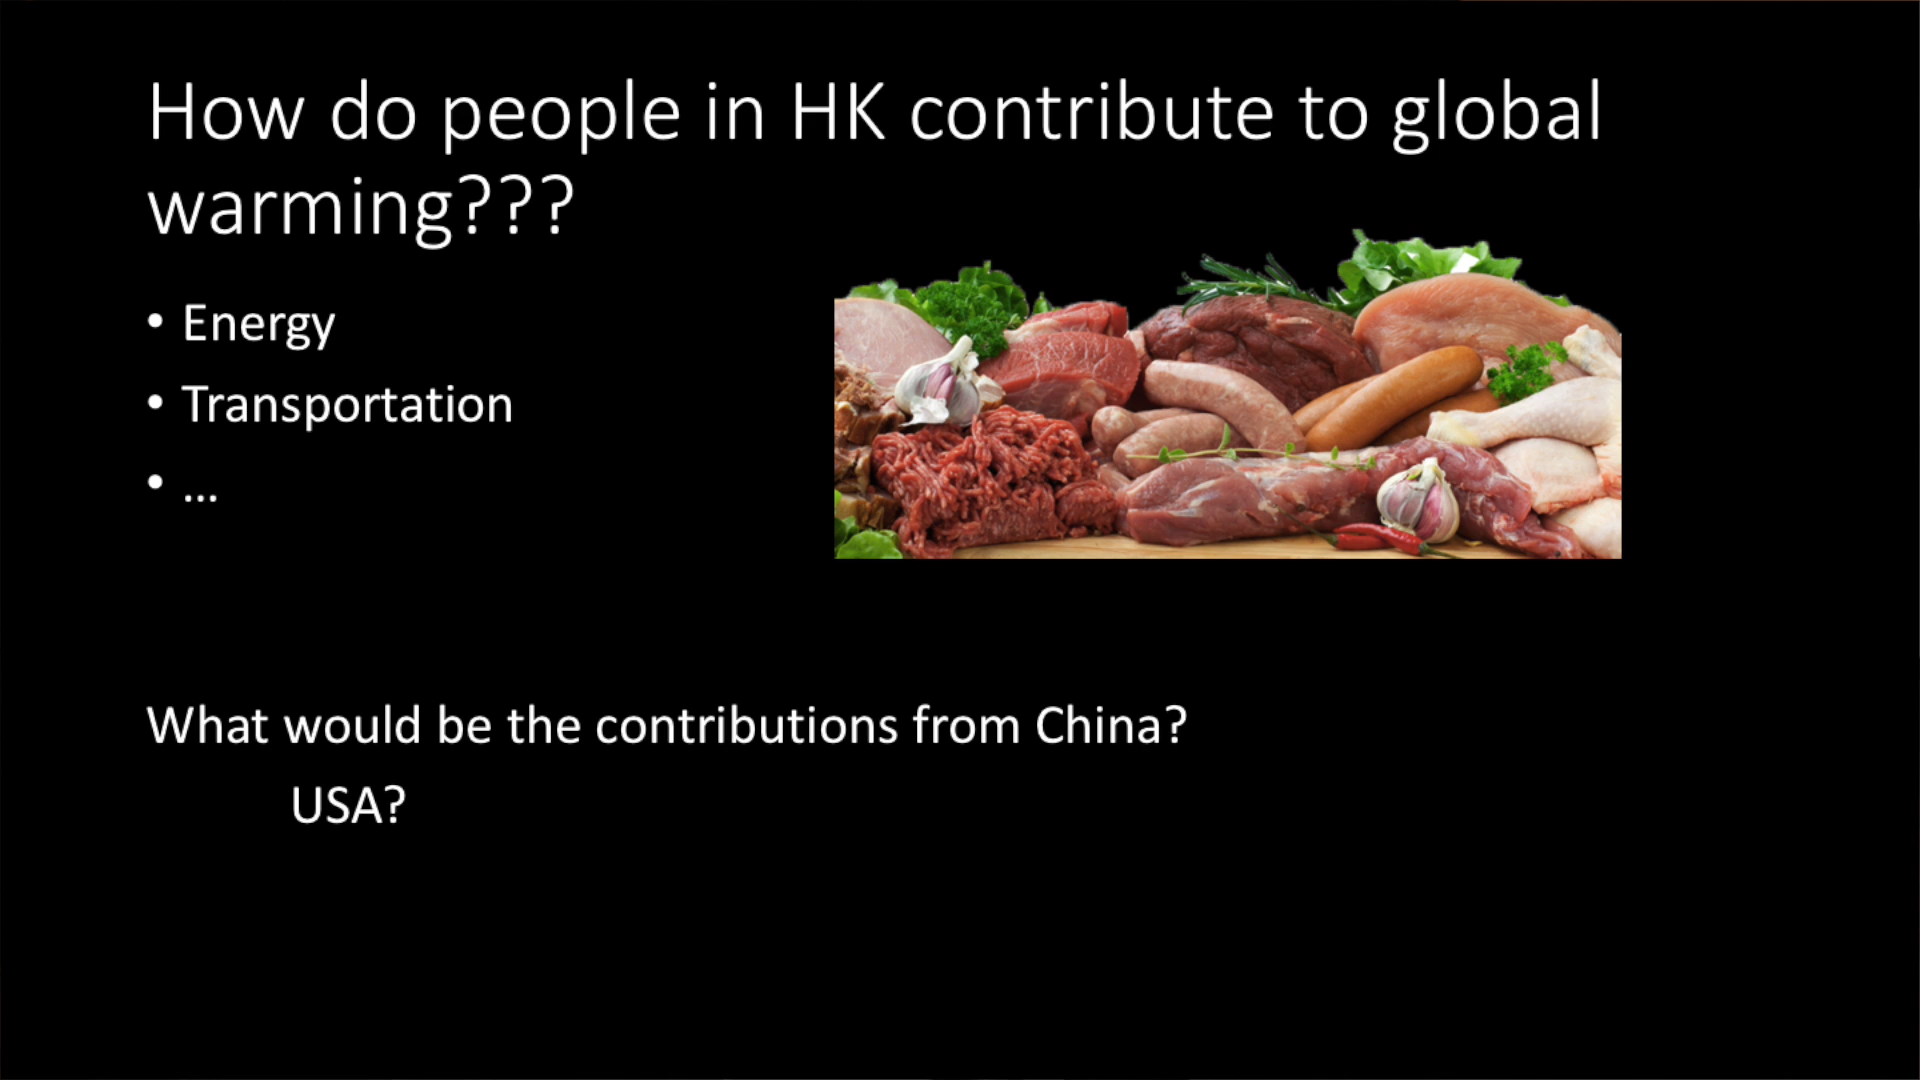 How do people in HK contribute to global
warming???
• Energy
• Transportation
• ...
What would be the contributions from China?
USA?